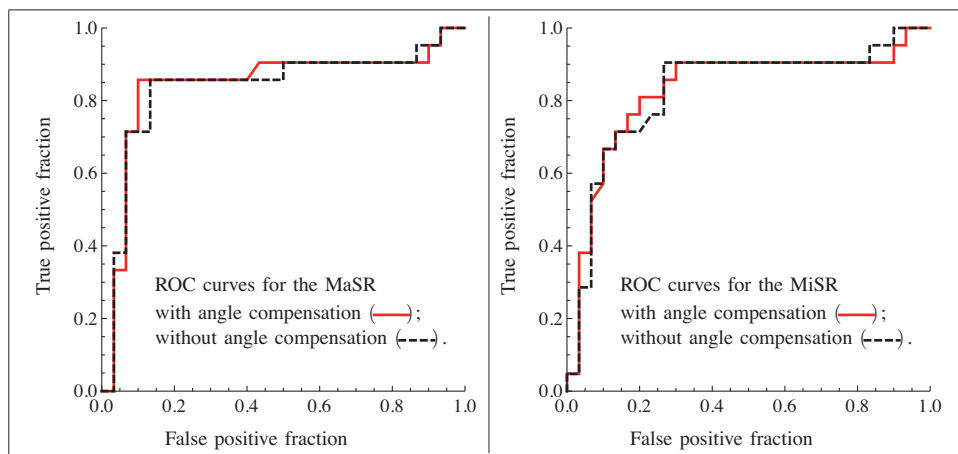 1.0
0.8
0.6
0.4
0.2
0.0
True positive fraction
ROC curves for the MaSR
with angle compensation ( );
without angle compensation ( ).
0.0 0.2 0.4 0.6 0.8 1.0
False positive fraction
1.0
0.8
0.6
0.4
0.2
0.0
True positive fraction
ROC curves for the MiSR
with angle compensation ( );
without angle compensation ( ).
0.0 0.2 0.4 0.6 0.8 1.0
False positive fraction